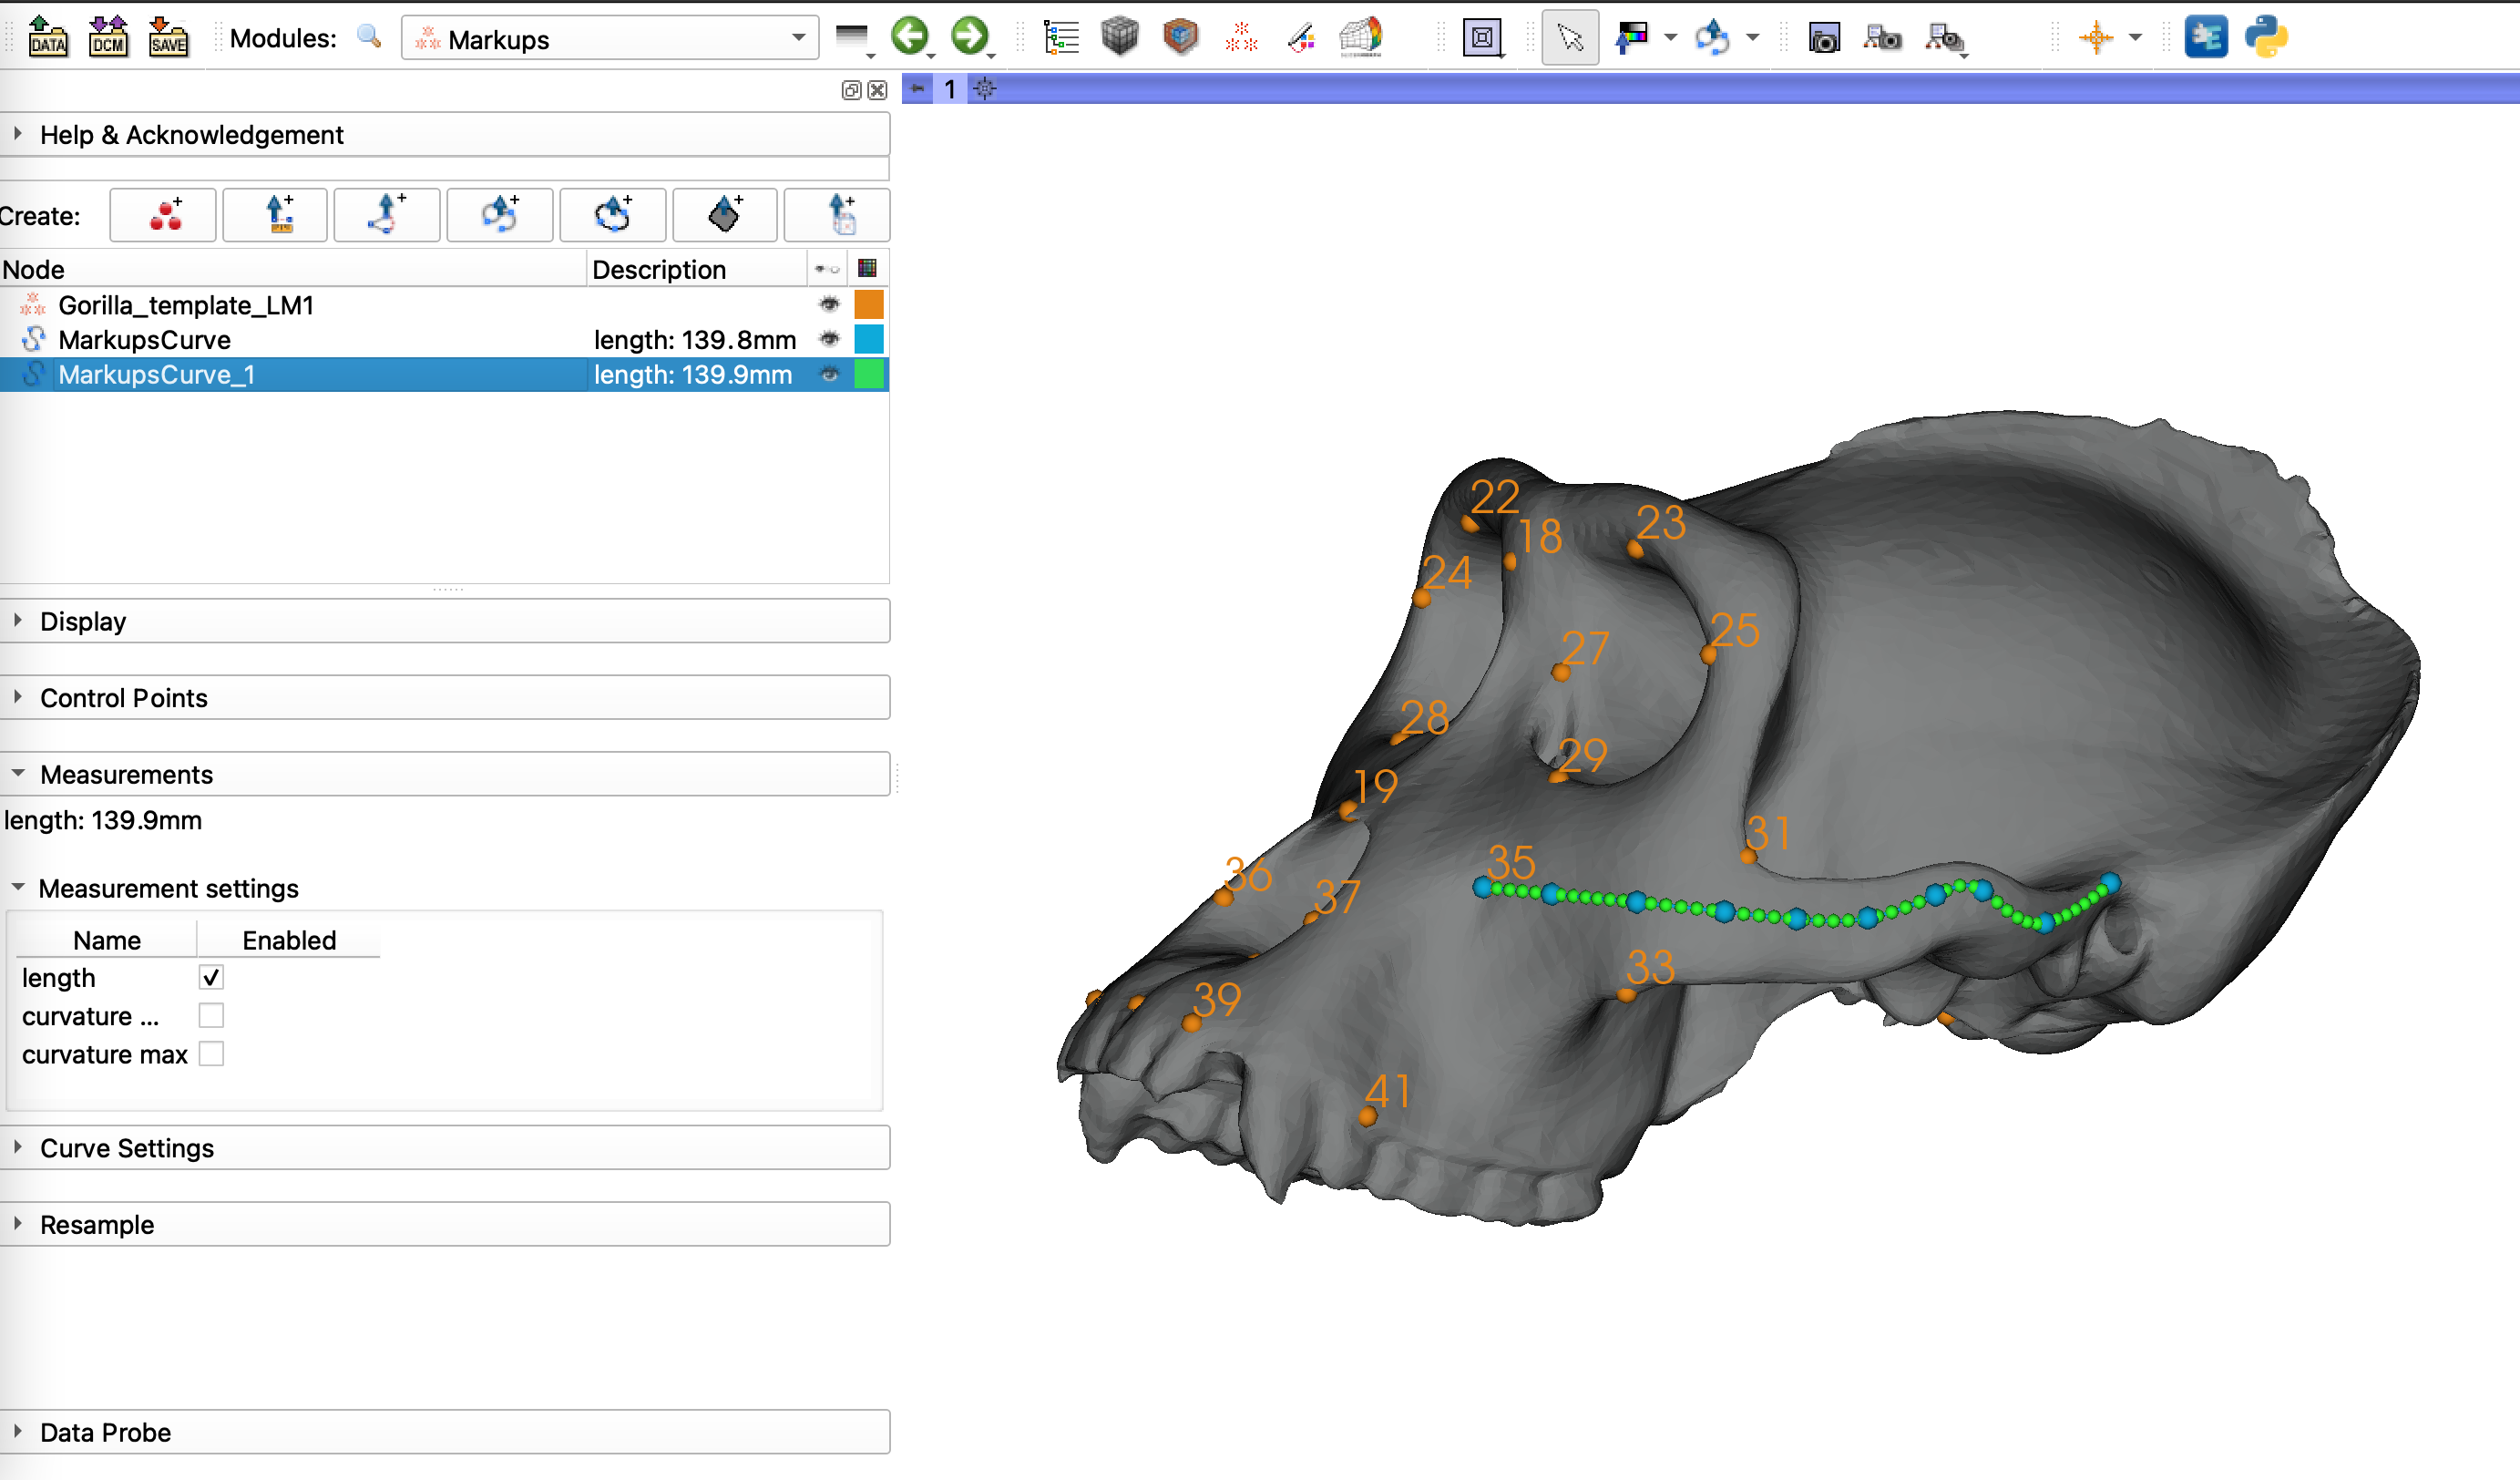 DATA DCM SAVE Modules: Markups
1
Help & Acknowledgement
Create:
Node Description
Gorilla_template_LM1
MarkupsCurve length: 139.8mm
MarkupsCurve_1 length: 139.9mm
Display
Control Points
Measurements
length: 139.9mm
Measurement settings
Name Enabled
length
curvature ...
curvature max
Curve Settings
Resample
Data Probe
22
18
23
24
25
27
28
29
19
31
35
36
37
33
39
41